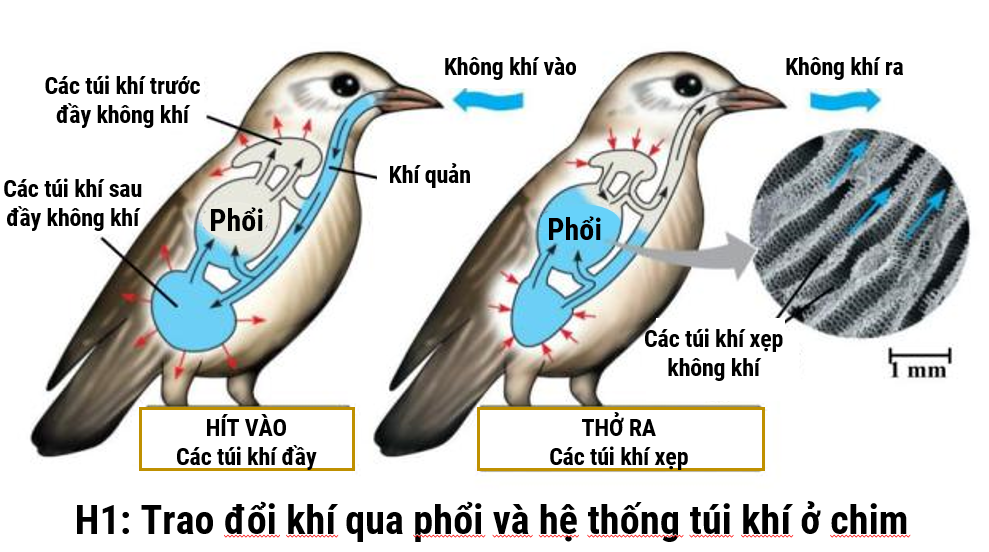 Không khí vào
Không khí ra
Các túi khí trước
đầy không khí
Khí quản
Các túi khí sau
đầy không khí
Phổi
Phổi
Các túi khí xẹp
không khí
1 mm
HÍT VÀO
Các túi khí đầy
THỞ RA
Các túi khí xẹp
H1: Trao đổi khí qua phổi và hệ thống túi khí ở chim